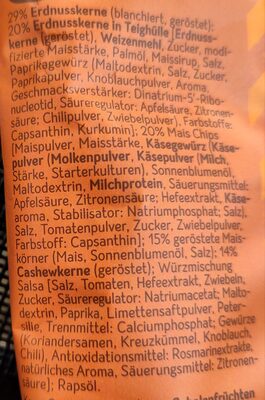 29% Erdnusskerne (blanchiert, geröstet);
20% Erdnusskerne in Teighülle [Erdnuss-
kerne (geröstet), Weizenmehl, Zucker, modi-
fizierte Maisstärke, Palmöl, Maissirup, Salz,
Paprikagewürz (Maltodextrin, Salz, Zucker,
Paprikapulver, Knoblauchpulver, Aroma,
Geschmacksverstärker: Dinatrium-5'-Ribo-
nucleotid, Säureregulator: Apfelsäure, Zitronen-
säure; Chilipulver, Zwiebelpulver), Farbstoffe:
Capsanthin, Kurkumin]; 20% Mais Chips
[Maispulver, Maisstärke, Käsegewürz (Käse-
pulver (Molkenpulver, Käsepulver (Milch,
Stärke, Starterkulturen), Sonnenblumenöl,
Maltodextrin, Milchprotein, Säuerungsmittel:
Apfelsäure, Zitronensäure; Hefeextrakt, Käse-
aroma, Stabilisator: Natriumphosphat; Salz),
Salz, Tomatenpulver, Zucker, Zwiebelpulver,
Farbstoff: Capsanthin]; 15% geröstete Mais-
körner (Mais, Sonnenblumenöl, Salz); 14%
Cashewkerne (geröstet); Würzmischung
Salsa [Salz, Tomaten, Hefeextrakt, Zwiebeln,
Zucker, Säureregulator: Natriumacetat; Malto-
dextrin, Paprika, Limettensaftpulver, Peter-
silie, Trennmittel: Calciumphosphat; Gewürze
(Koriandersamen, Kreuzkümmel, Knoblauch,
Chili), Antioxidationsmittel: Rosmarinextrakte,
natürliches Aroma, Säuerungsmittel: Zitronen-
säure]; Rapsöl.